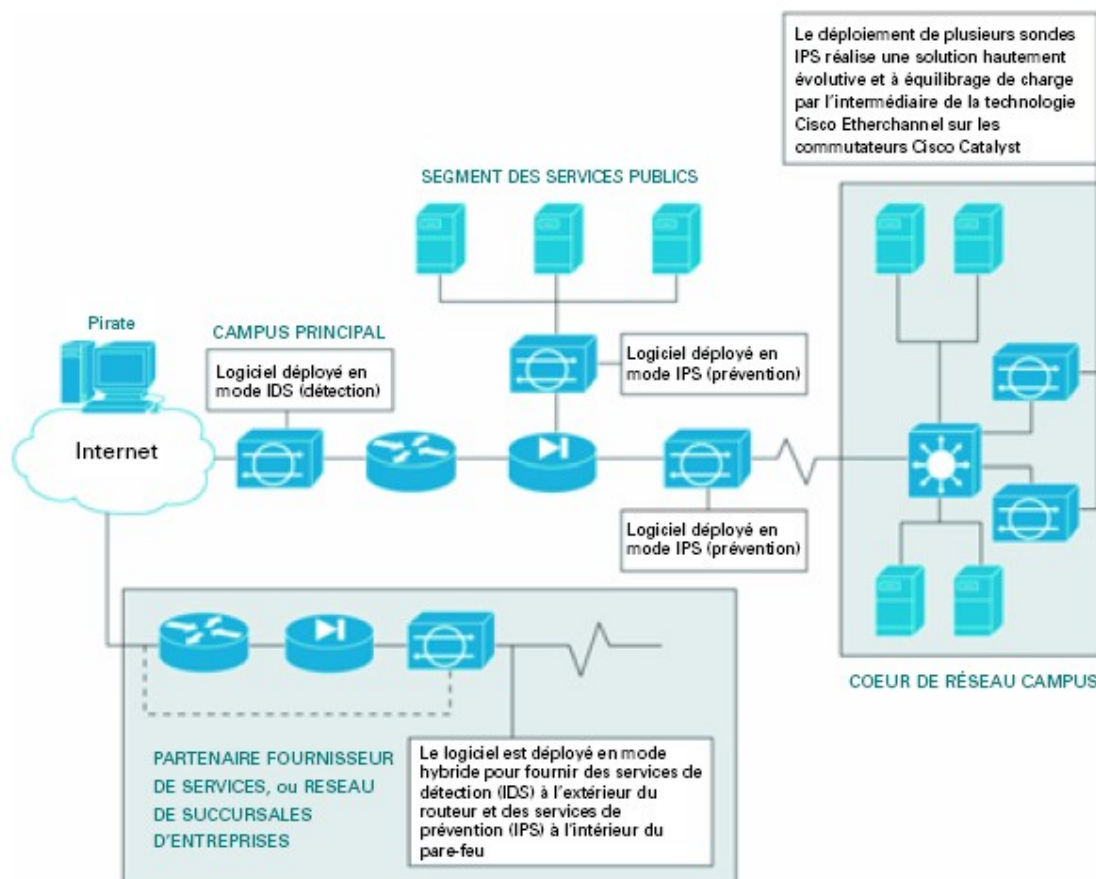 Le déploiement de plusieurs sondes
IPS réalise une solution hautement
évolutive et à équilibrage de charge
par l'intermédiaire de la technologie
Cisco Etherchannel sur les
commutateurs Cisco Catalyst
SEGMENT DES SERVICES PUBLICS
Pirate
CAMPUS PRINCIPAL
Logiciel déployé en
mode IDS (détection)
Logiciel déployé en
mode IPS (prévention)
Internet
Logiciel déployé en
mode IPS (prévention)
COEUR DE RÉSEAU CAMPUS
PARTENAIRE FOURNISSEUR
DE SERVICES, ou RESEAU
DE SUCCURSALES
D'ENTREPRISES
Le logiciel est déployé en mode
hybride pour fournir des services de
détection (IDS) à l'extérieur du
routeur et des services de
prévention (IPS) à l'intérieur du
pare-feu